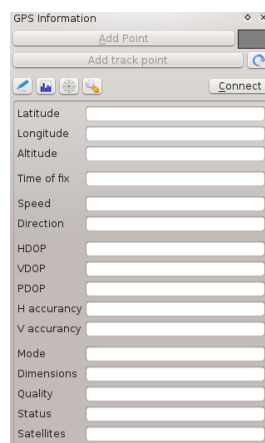 GPS Information
Add Point
Add track point
Connect
Latitude
Longitude
Altitude
Time of fix
Speed
Direction
HDOP
VDOP
PDOP
H accurancy
V accurancy
Mode
Dimensions
Quality
Status
Satellites